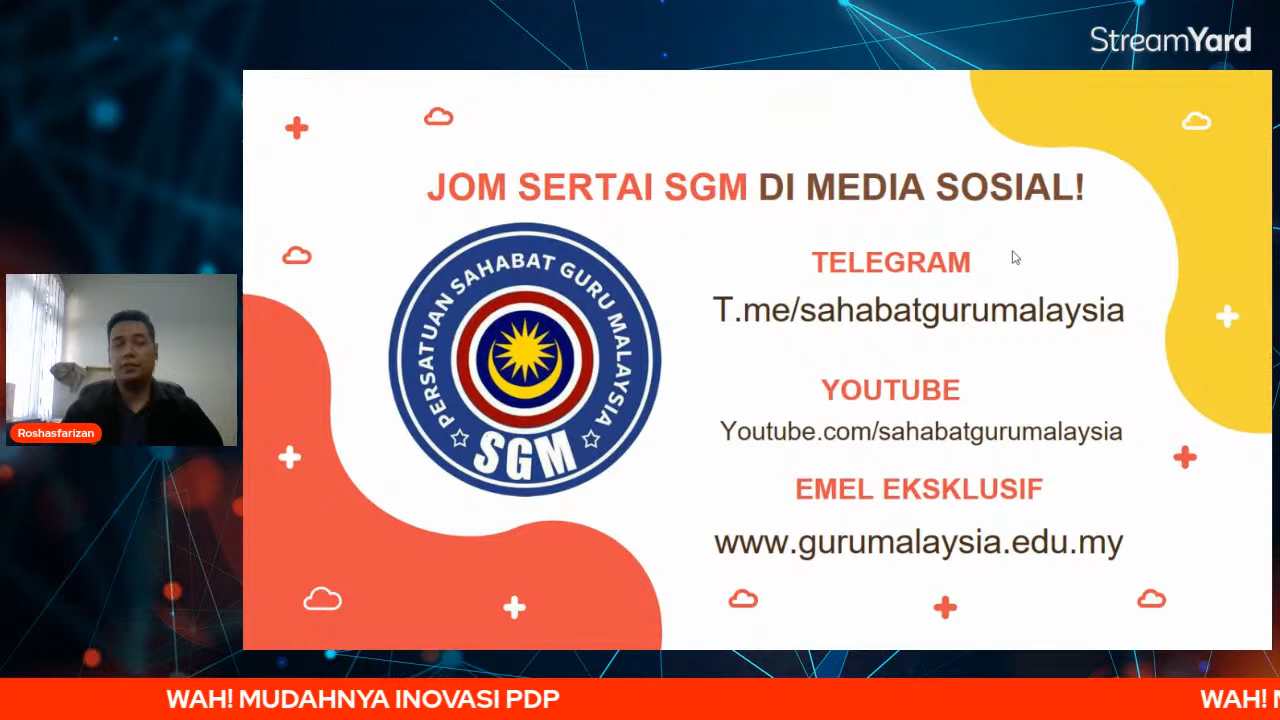 StreamYard
JOM SERTAI SGM DI MEDIA SOSIAL!
PERSATUAN SAHABAT GURU MALAYSIA
SGM
TELEGRAM
T.me/sahabatgurumalaysia
YOUTUBE
Youtube.com/sahabatgurumalaysia
EMEL EKSKLUSIF
www.gurumalaysia.edu.my
Roshasfarizan
WAH! MUDAHNYA INOVASI PDP
WAH!